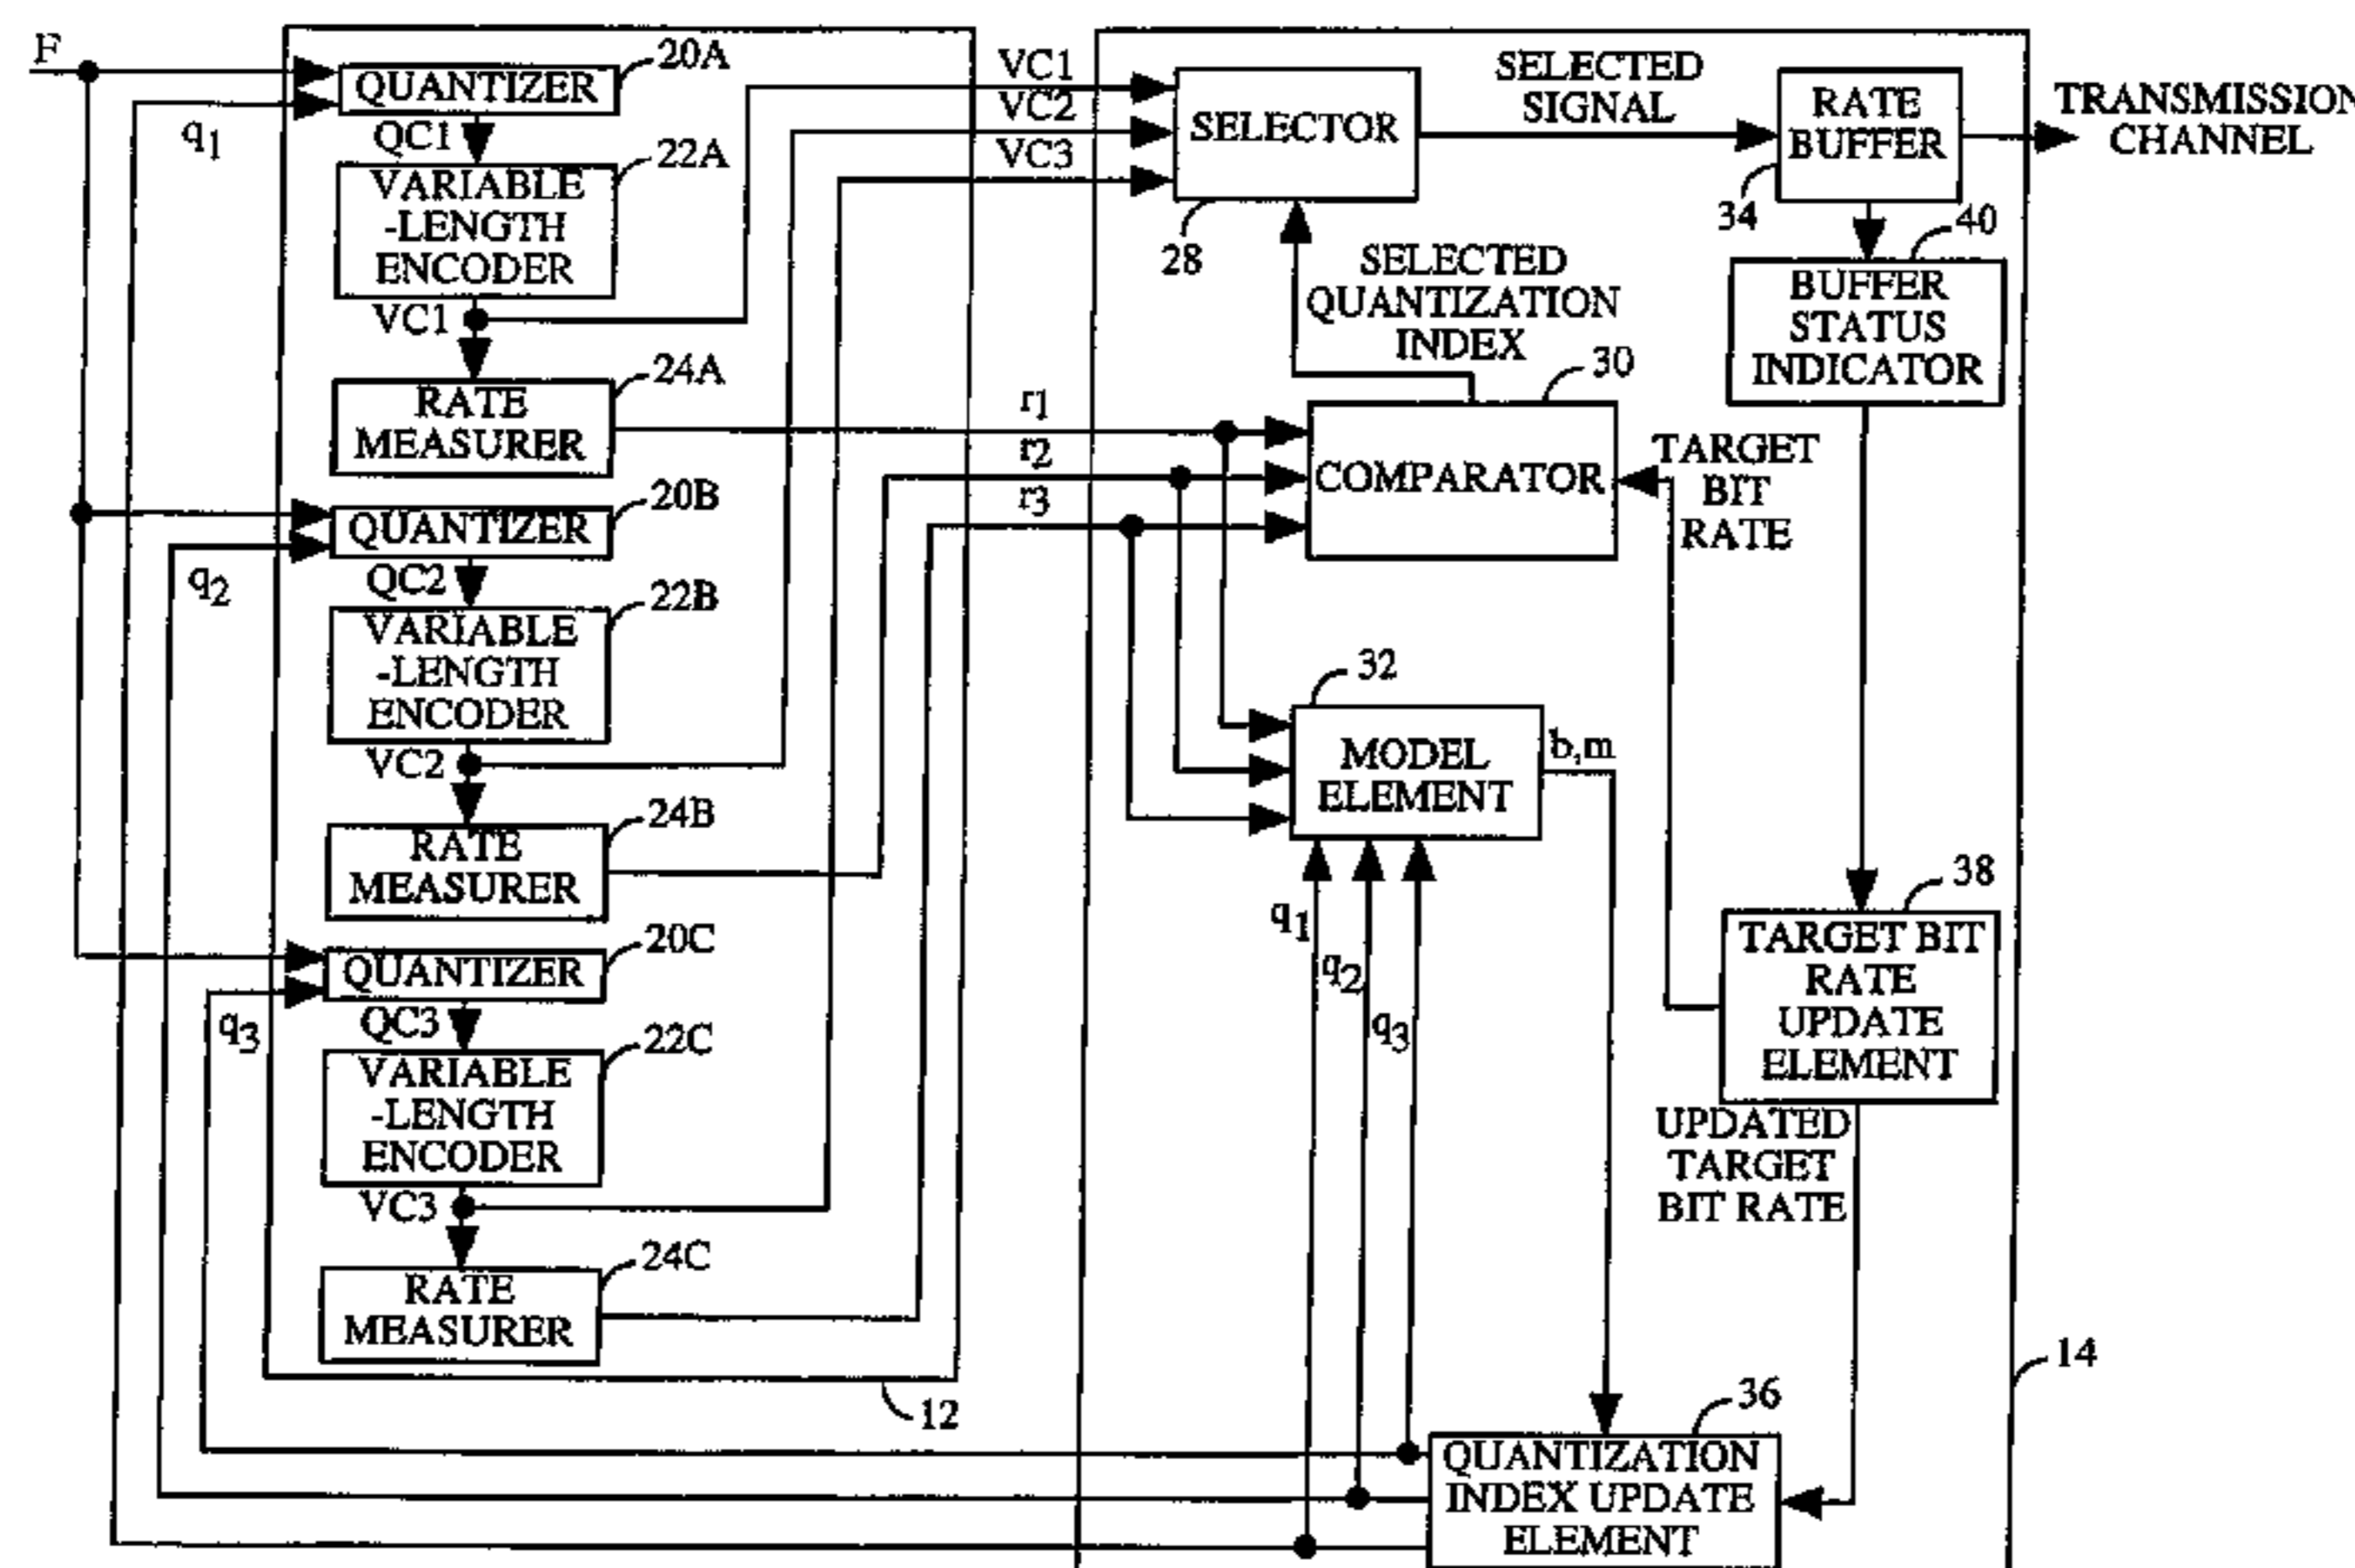 F
QUANTIZER
20A
q1
QC1
VARIABLE
-LENGTH
ENCODER
22A
VC1
RATE
MEASURER
24A
QUANTIZER
20B
q2
QC2
VARIABLE
-LENGTH
ENCODER
22B
VC2
RATE
MEASURER
24B
QUANTIZER
20C
q3
QC3
VARIABLE
-LENGTH
ENCODER
22C
VC3
RATE
MEASURER
24C
12
VC1
VC2
VC3
SELECTOR
28
SELECTED
SIGNAL
RATE
BUFFER
34
TRANSMISSION
CHANNEL
40
BUFFER
STATUS
INDICATOR
SELECTED
QUANTIZATION
INDEX
30
r1
r2
r3
COMPARATOR
TARGET
BIT
RATE
32
MODEL
ELEMENT
b,m
q1
q2
q3
38
TARGET BIT
RATE
UPDATE
ELEMENT
UPDATED
TARGET
BIT RATE
14
36
QUANTIZATION
INDEX UPDATE
ELEMENT